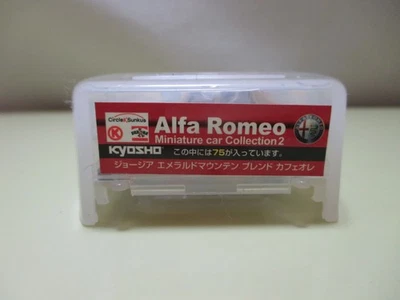 Circle K Sunkus
Alfa Romeo
Miniature car Collection2
KYOSHO
この中には75が入っています。
ジョージア エメラルドマウンテン ブレンド カフェオレ